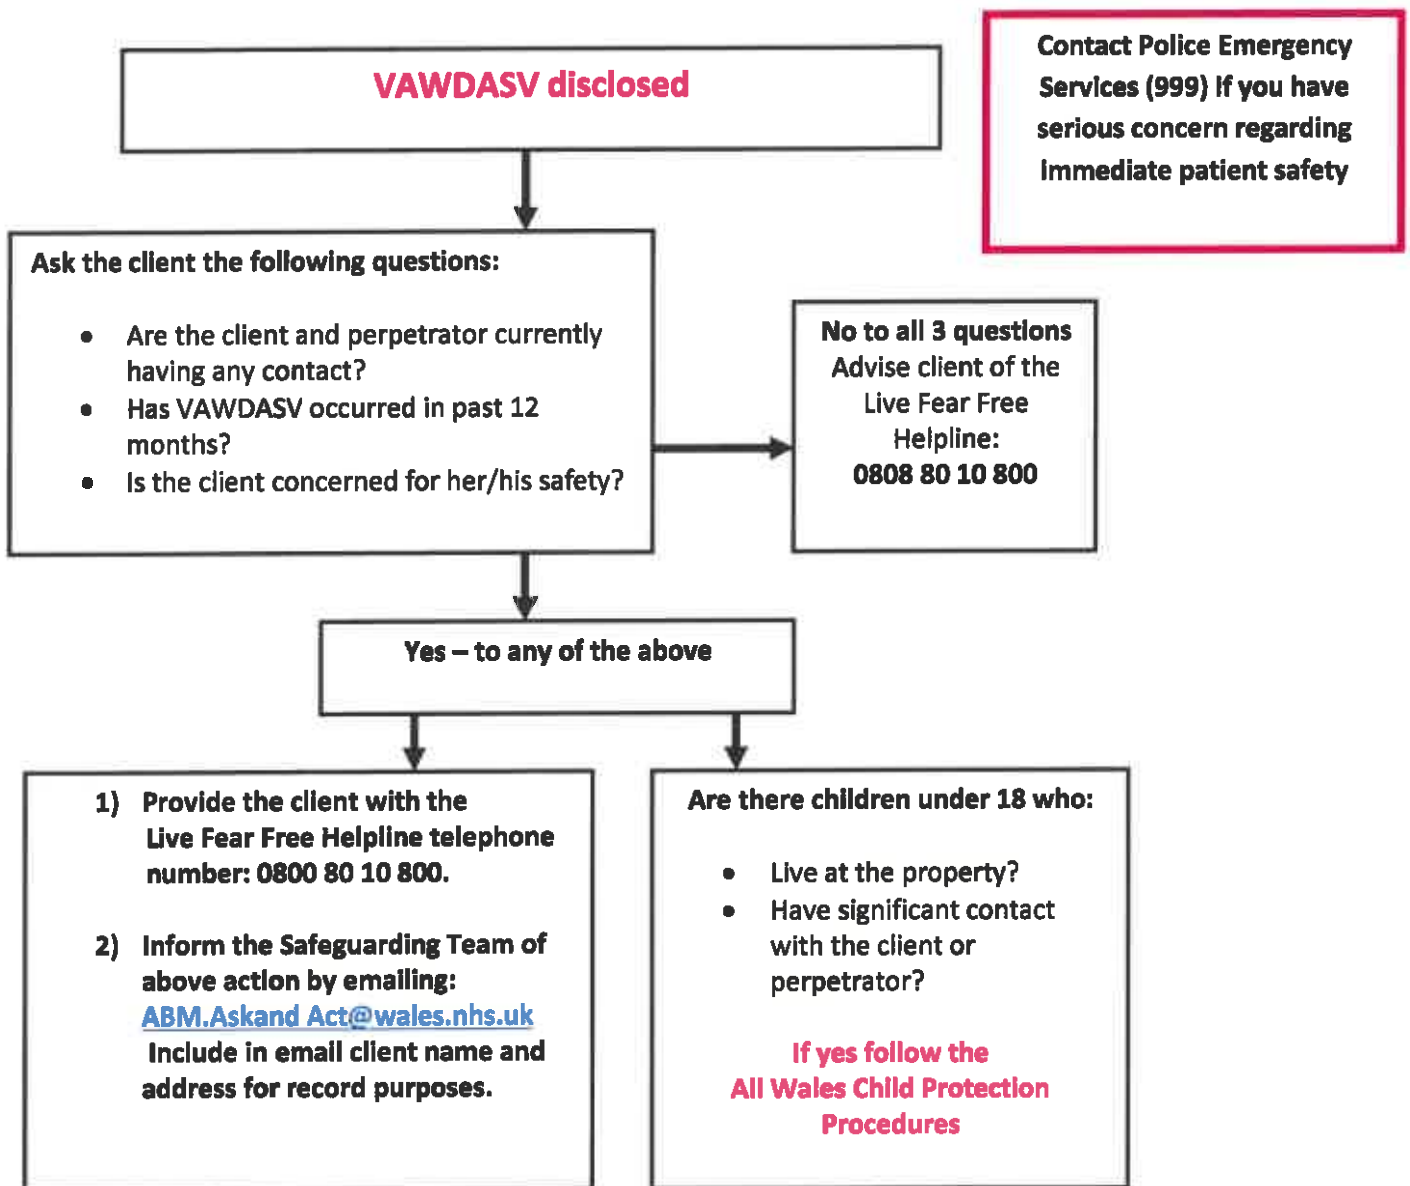 VAWDASV disclosed
Contact Police Emergency
Services (999) If you have
serious concern regarding
immediate patient safety
Ask the client the following questions:
• Are the client and perpetrator currently
having any contact?
• Has VAWDASV occurred in past 12
months?
• Is the client concerned for her/his safety?
No to all 3 questions
Advise client of the
Live Fear Free
Helpline:
0808 80 10 800
Yes – to any of the above
1) Provide the client with the
Live Fear Free Helpline telephone
number: 0800 80 10 800.
2) Inform the Safeguarding Team of
above action by emailing:
ABM.Askand Act@wales.nhs.uk
Include in email client name and
address for record purposes.
Are there children under 18 who:
• Live at the property?
• Have significant contact
with the client or
perpetrator?
If yes follow the
All Wales Child Protection
Procedures